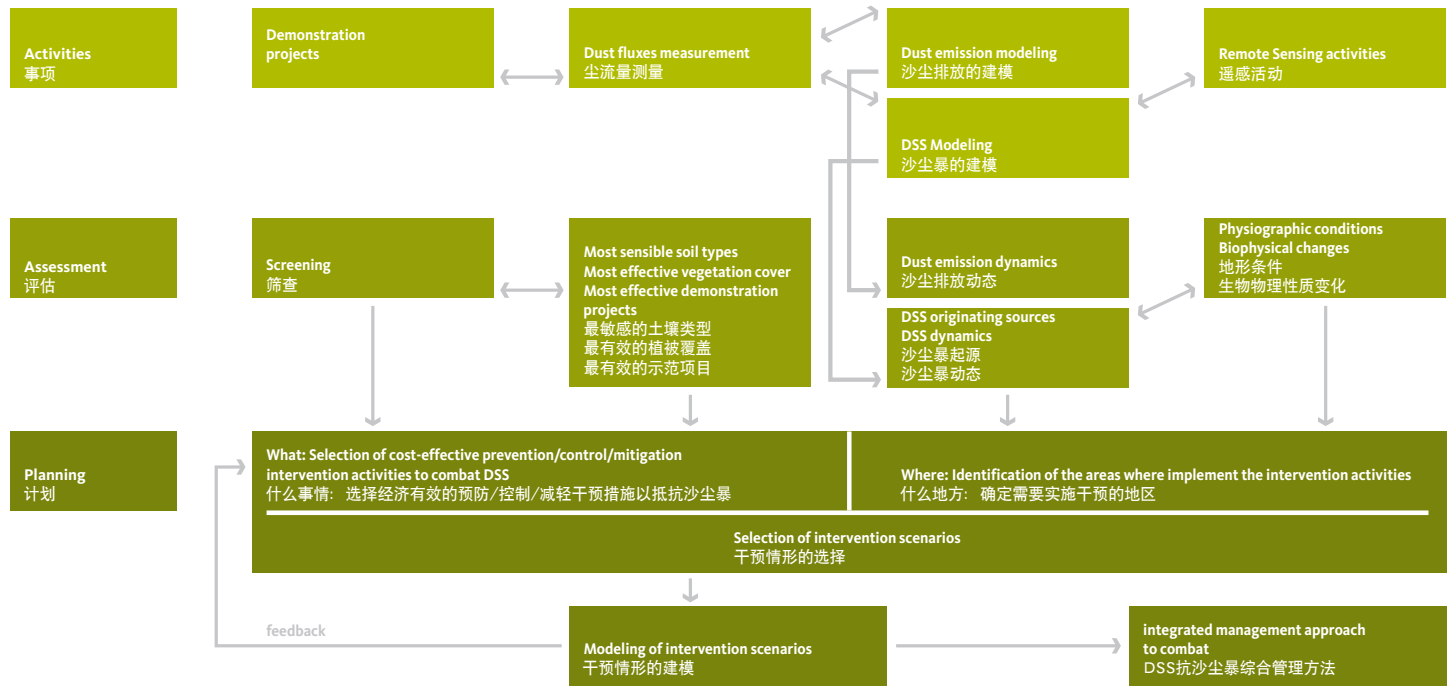 Activities
事项
Demonstration
projects
Dust fluxes measurement
尘流量测量
Dust emission modeling
沙尘排放的建模
Remote Sensing activities
遥感活动
DSS Modeling
沙尘暴的建模
Assessment
评估
Screening
筛查
Most sensible soil types
Most effective vegetation cover
Most effective demonstration
projects
最敏感的土壤类型
最有效的植被覆盖
最有效的示范项目
Dust emission dynamics
沙尘排放动态
Physiographic conditions
Biophysical changes
地形条件
生物物理性质变化
DSS originating sources
DSS dynamics
沙尘暴起源
沙尘暴动态
Planning
计划
What: Selection of cost-effective prevention/control/mitigation
intervention activities to combat DSS
什么事情: 选择经济有效的预防/控制/减轻干预措施以抵抗沙尘暴
Where: Identification of the areas where implement the intervention activities
什么地方: 确定需要实施干预的地区
Selection of intervention scenarios
干预情形的选择
feedback
Modeling of intervention scenarios
干预情形的建模
integrated management approach
to combat
DSS抗沙尘暴综合管理方法